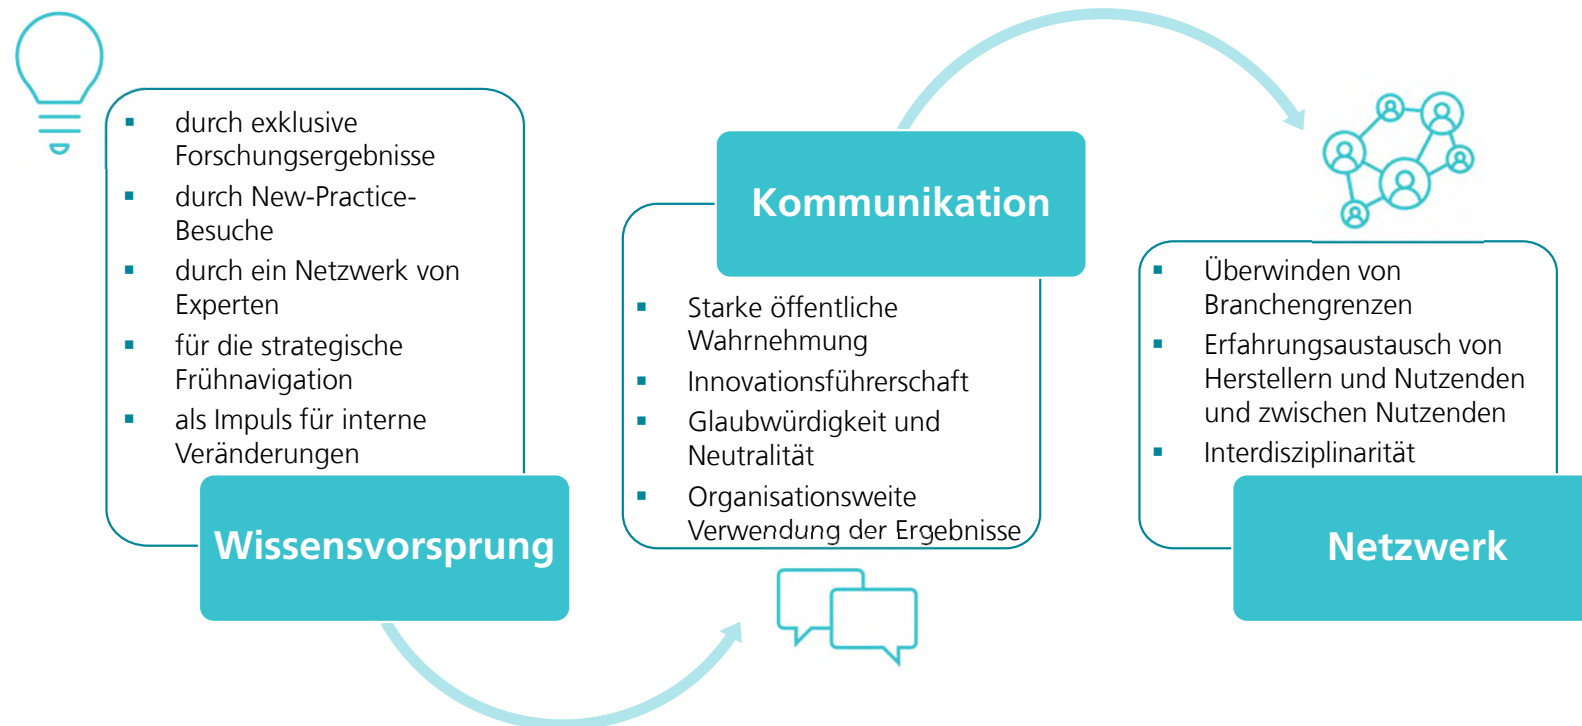 ▪ durch exklusive
Forschungsergebnisse
▪ durch New-Practice-
Besuche
▪ durch ein Netzwerk von
Experten
▪ für die strategische
Frühnavigation
▪ als Impuls für interne
Veränderungen
Wissensvorsprung
Kommunikation
▪ Starke öffentliche
Wahrnehmung
▪ Innovationsführerschaft
▪ Glaubwürdigkeit und
Neutralität
▪ Organisationsweite
Verwendung der Ergebnisse
▪ Überwinden von
Branchengrenzen
▪ Erfahrungsaustausch von
Herstellern und Nutzenden
und zwischen Nutzenden
▪ Interdisziplinarität
Netzwerk